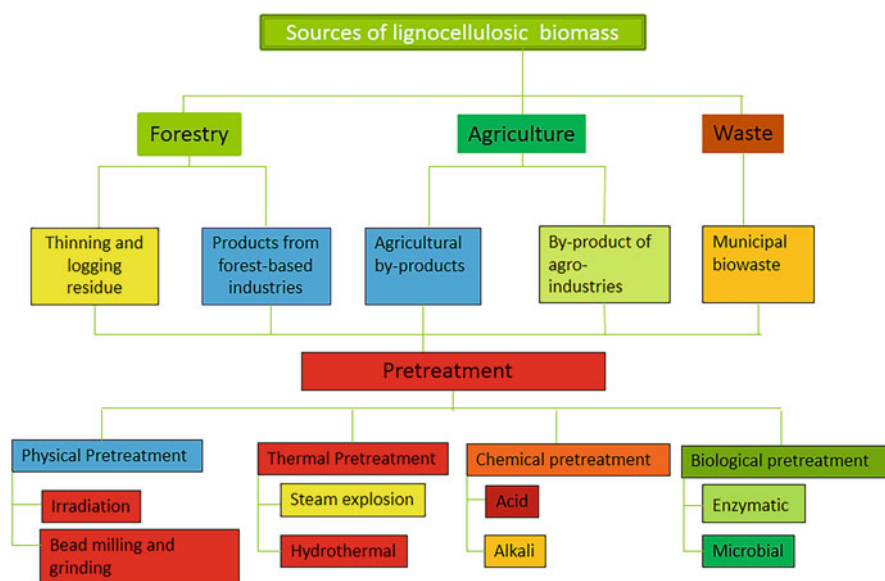 Sources of lignocellulosic biomass
Forestry
Agriculture
Waste
Thinning and
logging
residue
Products from
forest-based
industries
Agricultural
by-products
By-product of
agro-
industries
Municipal
biowaste
Pretreatment
Physical Pretreatment
Thermal Pretreatment
Chemical pretreatment
Biological pretreatment
Irradiation
Steam explosion
Acid
Enzymatic
Bead milling and
grinding
Hydrothermal
Alkali
Microbial